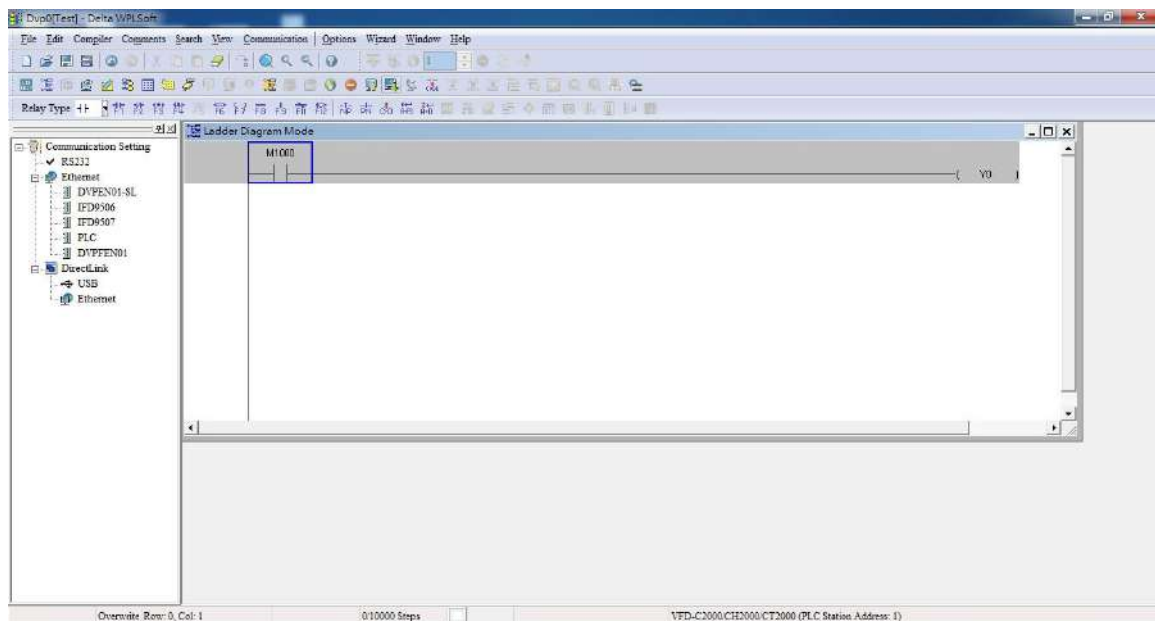 Dvp0[Test] - Delta WPLSoft
File Edit Compiler Comments Search View Communication Options Wizard Window Help
Relay Type
Ladder Diagram Mode
Communication Setting
RS232
Ethernet
DVPEN01-SL
IFD9506
IFD9507
PLC
DVPFEN01
DirectLink
USB
Ethernet
M1000
Y0
Overwrite Row: 0, Col: 1 0/10000 Steps VFD-C2000/CH2000/CT2000 (PLC Station Address: 1)